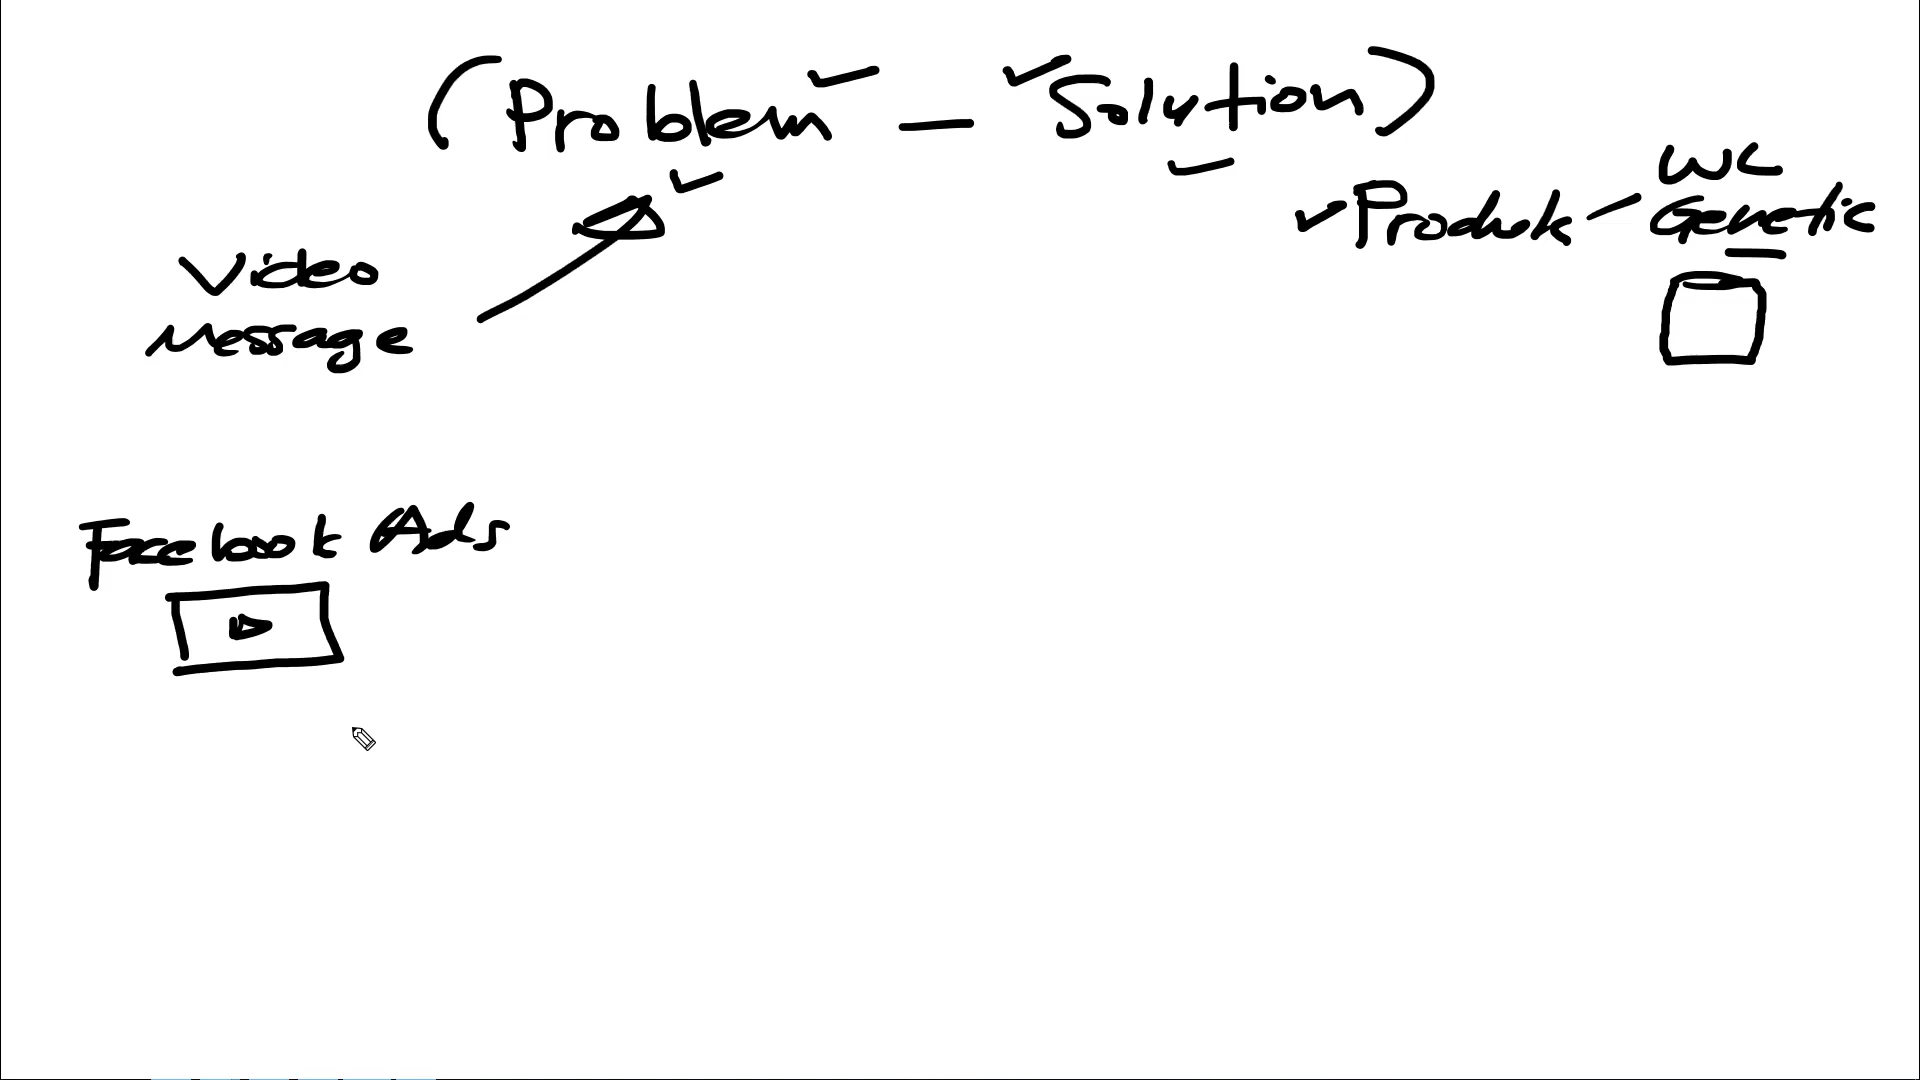 (Problem - Solution)
WC
Produk - Genetic
Video
Message
Facebook Ads